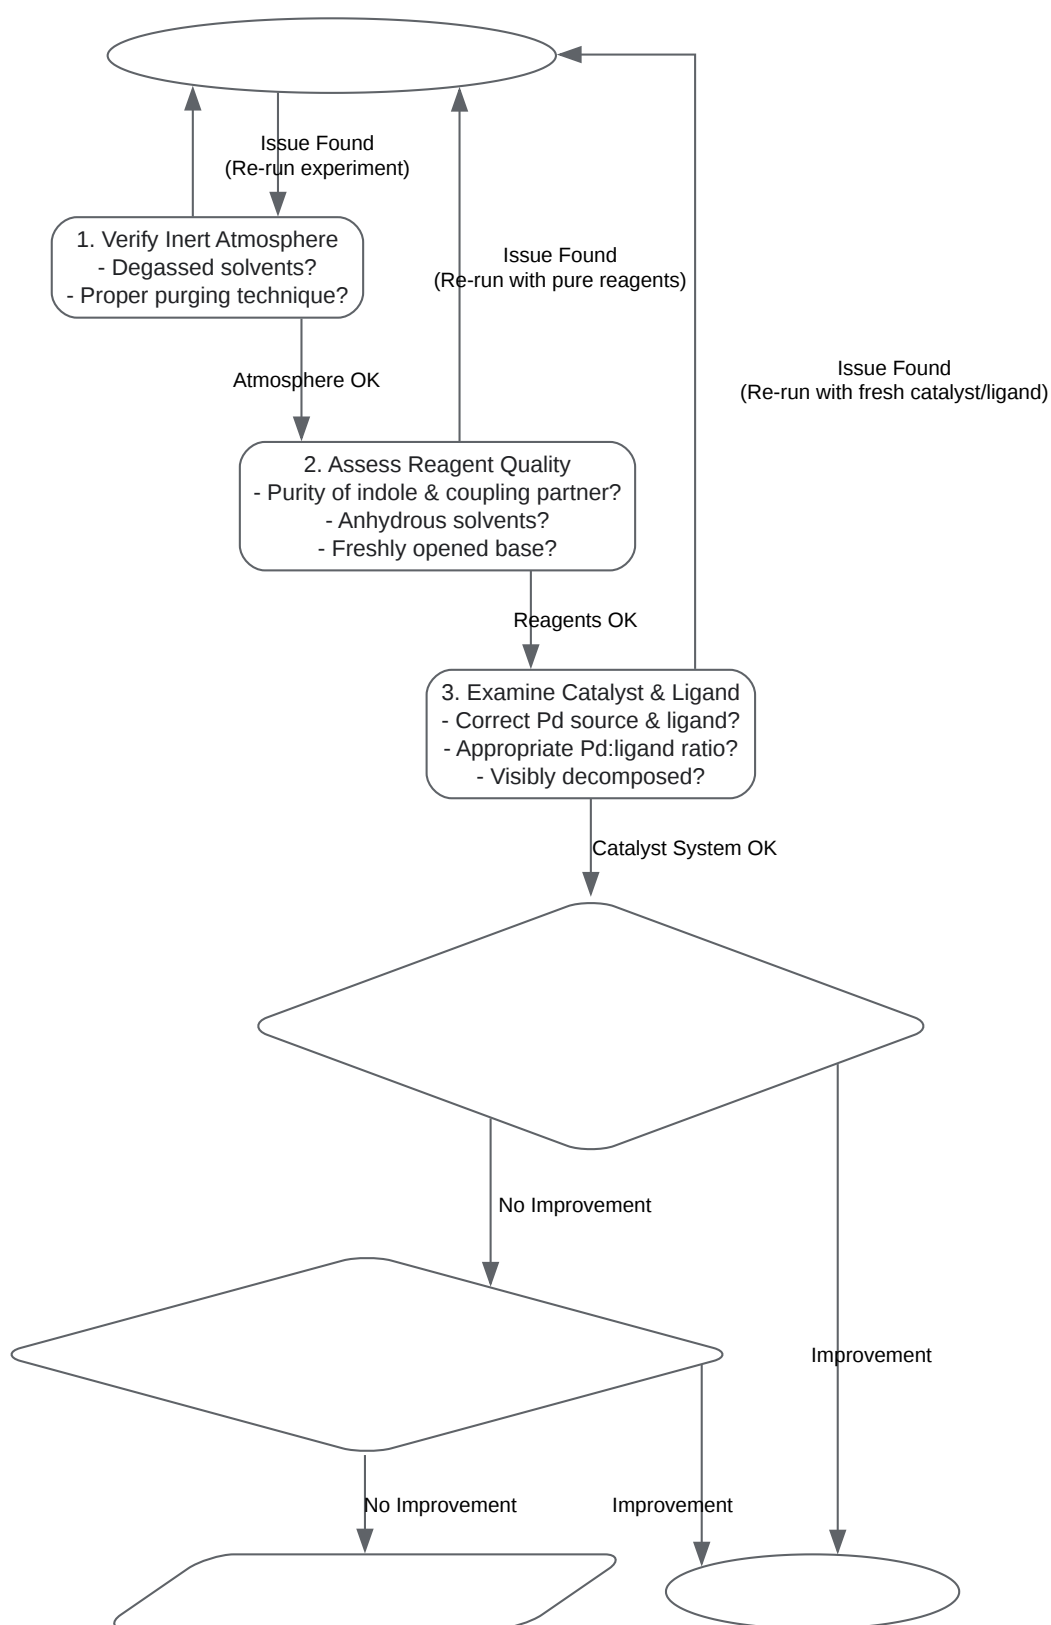 Issue Found
(Re-run experiment)
1. Verify Inert Atmosphere
- Degassed solvents?
- Proper purging technique?
Issue Found
(Re-run with pure reagents)
Issue Found
(Re-run with fresh catalyst/ligand)
Atmosphere OK
2. Assess Reagent Quality
- Purity of indole & coupling partner?
- Anhydrous solvents?
- Freshly opened base?
Reagents OK
3. Examine Catalyst & Ligand
- Correct Pd source & ligand?
- Appropriate Pd:ligand ratio?
- Visibly decomposed?
Catalyst System OK
No Improvement
Improvement
No Improvement
Improvement